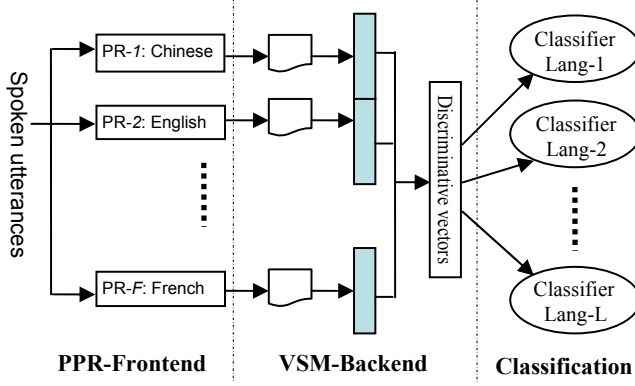 Spoken utterances
PR-1: Chinese
PR-2: English
PR-F: French
Discriminative vectors
Classifier
Lang-1
Classifier
Lang-2
Classifier
Lang-L
PPR-Frontend
VSM-Backend
Classification